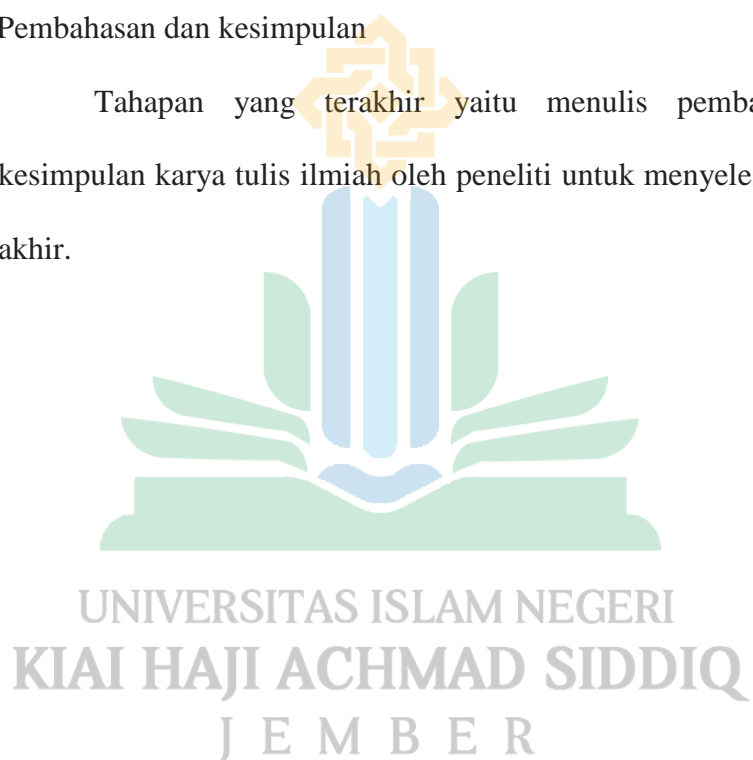 Pembahasan dan kesimpulan
Tahapan yang terakhir yaitu menulis
kesimpulan karya tulis ilmiah oleh peneliti untuk
akhir.
UNIVERSITAS ISLAM NEGERI
KIAI HAJI ACHMAD SIDDIQ
JEMBER